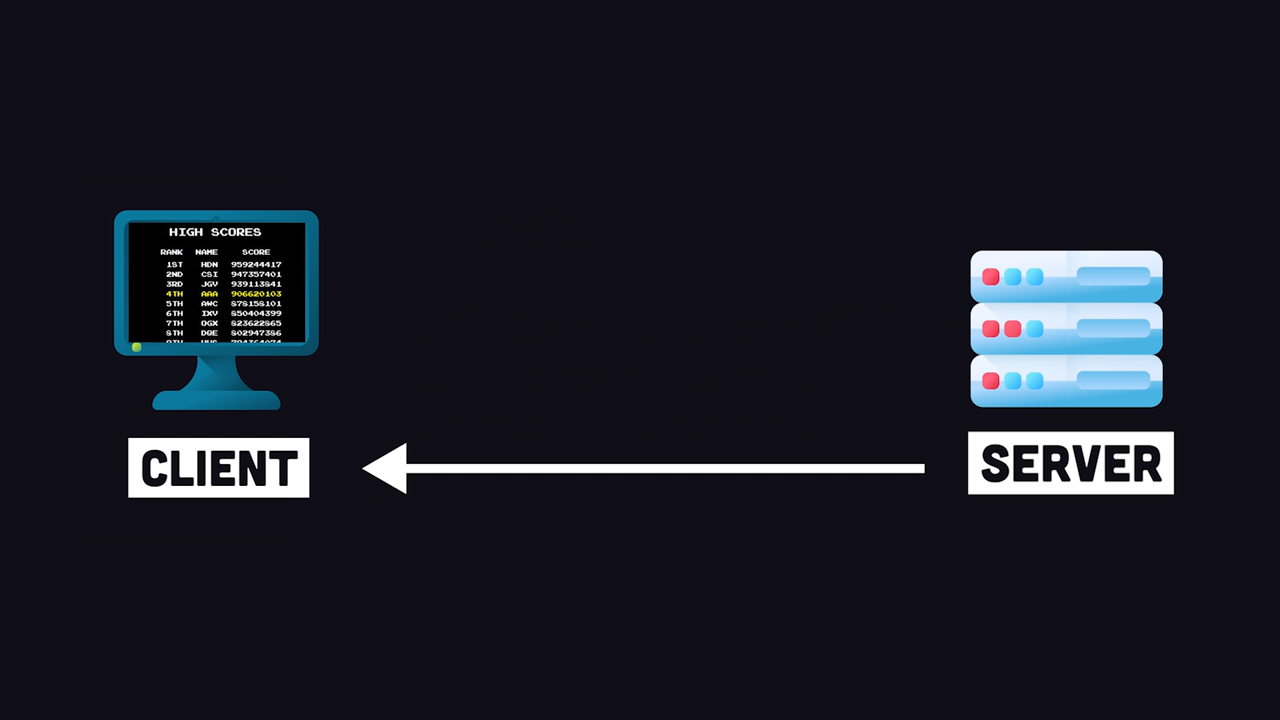 HIGH SCORES
RANK NAME SCORE
1ST HDN 959244417
2ND CSI 947357401
3RD JGV 939113841
4TH AAA 906620103
5TH AWC 878158101
6TH IXV 850404399
7TH OGX 823622865
8TH DQE 802947386
CLIENT
SERVER